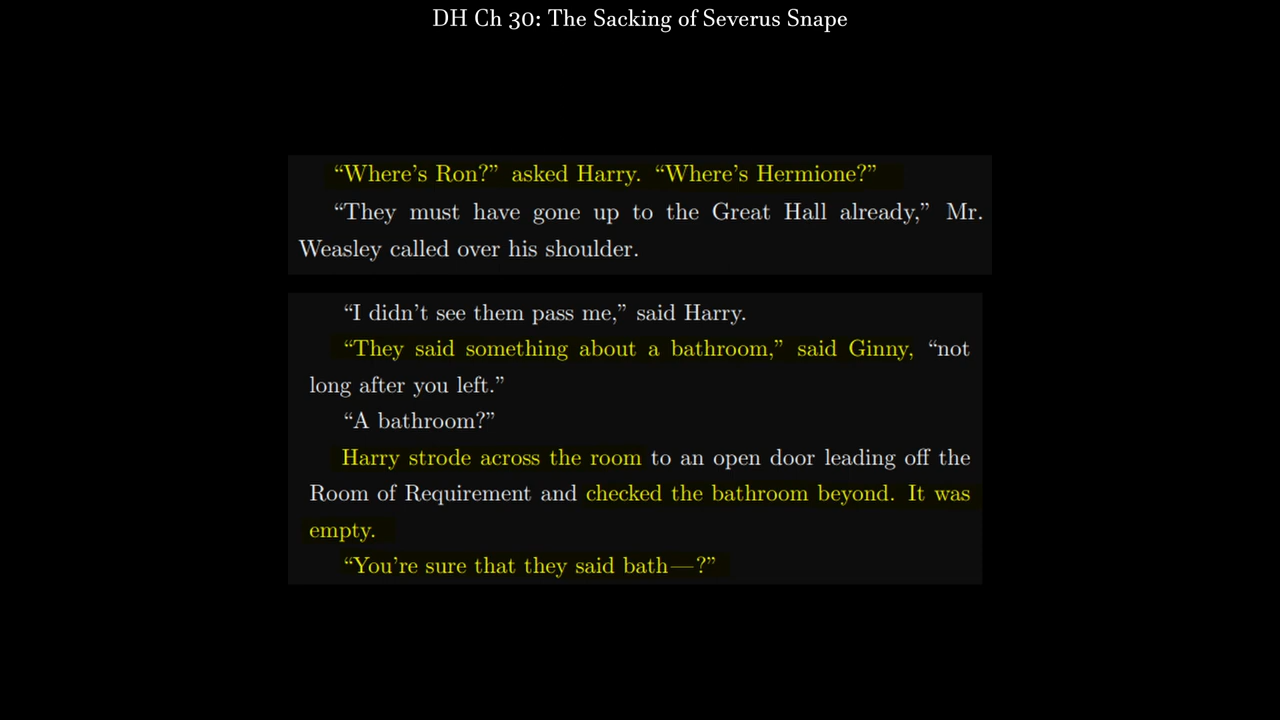 DH Ch 30: The Sacking of Severus Snape
“Where’s Ron?” asked Harry. “Where’s Hermione?”
“They must have gone up to the Great Hall already,” Mr.
Weasley called over his shoulder.
“I didn’t see them pass me,” said Harry.
“They said something about a bathroom,” said Ginny, “not
long after you left.”
“A bathroom?”
Harry strode across the room to an open door leading off the
Room of Requirement and checked the bathroom beyond. It was
empty.
“You’re sure that they said bath—?”